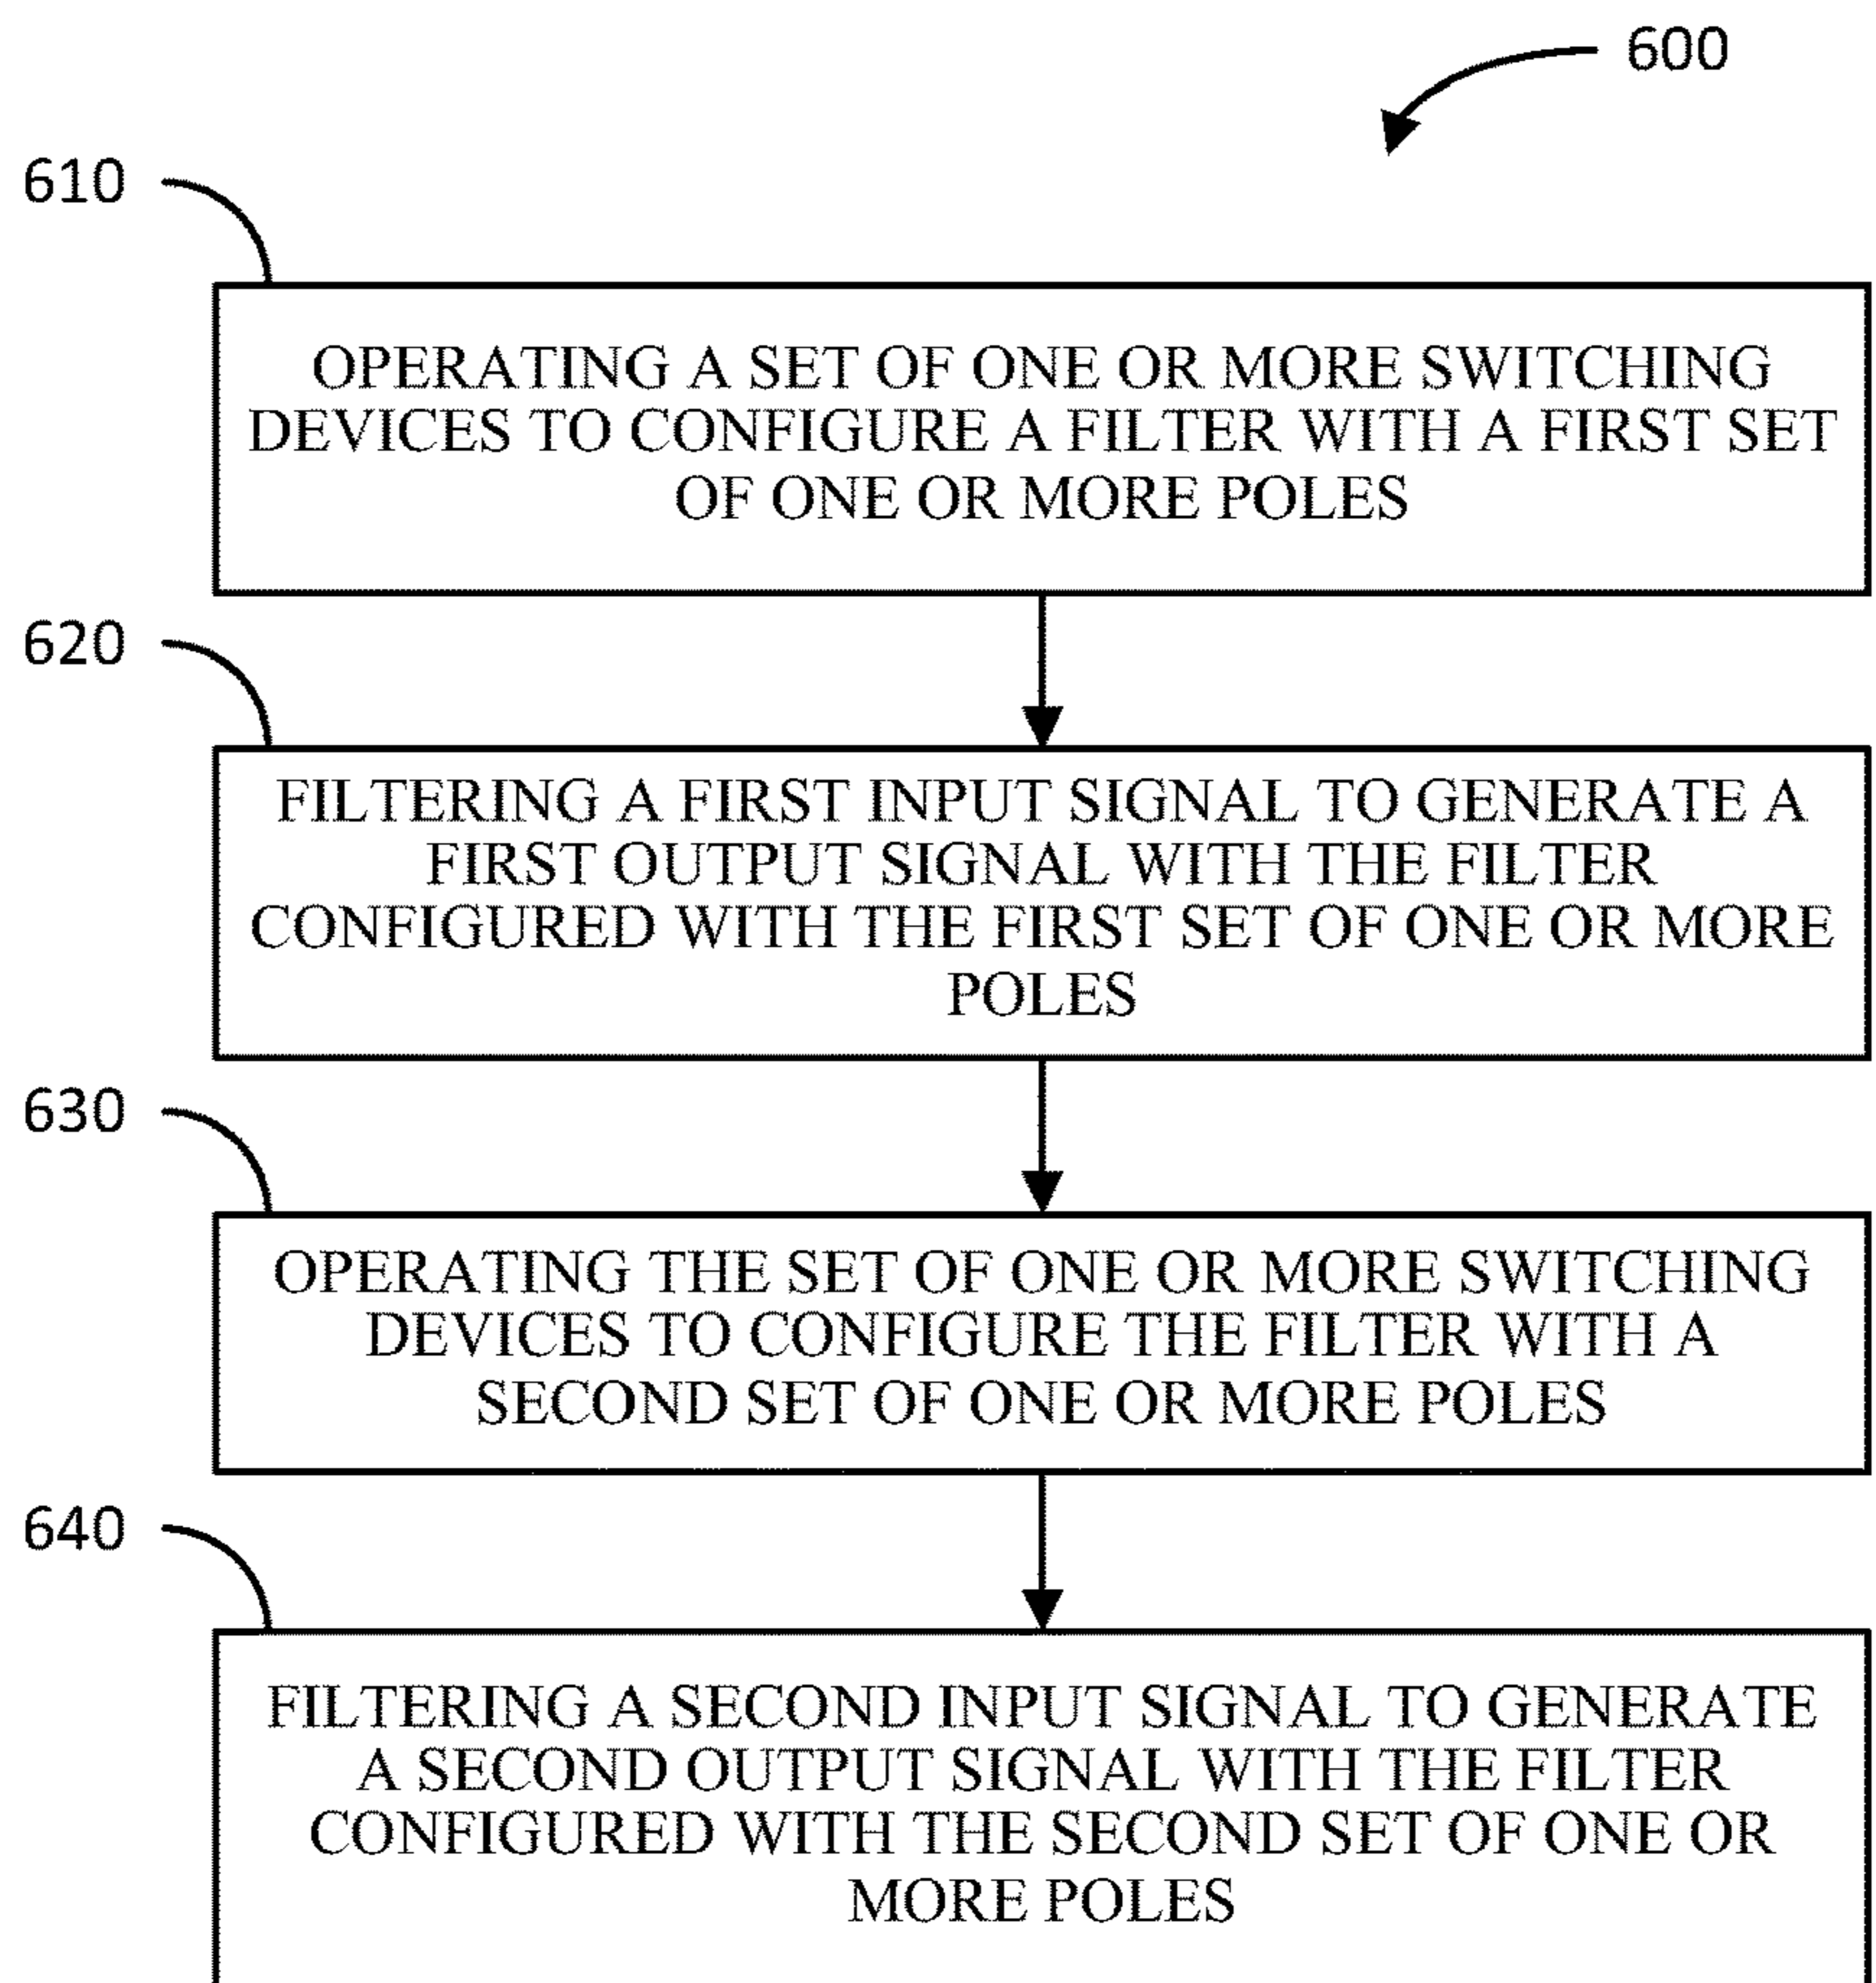 600
610
OPERATING A SET OF ONE OR MORE SWITCHING
DEVICES TO CONFIGURE A FILTER WITH A FIRST SET
OF ONE OR MORE POLES
620
FILTERING A FIRST INPUT SIGNAL TO GENERATE A
FIRST OUTPUT SIGNAL WITH THE FILTER
CONFIGURED WITH THE FIRST SET OF ONE OR MORE
POLES
630
OPERATING THE SET OF ONE OR MORE SWITCHING
DEVICES TO CONFIGURE THE FILTER WITH A
SECOND SET OF ONE OR MORE POLES
640
FILTERING A SECOND INPUT SIGNAL TO GENERATE
A SECOND OUTPUT SIGNAL WITH THE FILTER
CONFIGURED WITH THE SECOND SET OF ONE OR
MORE POLES